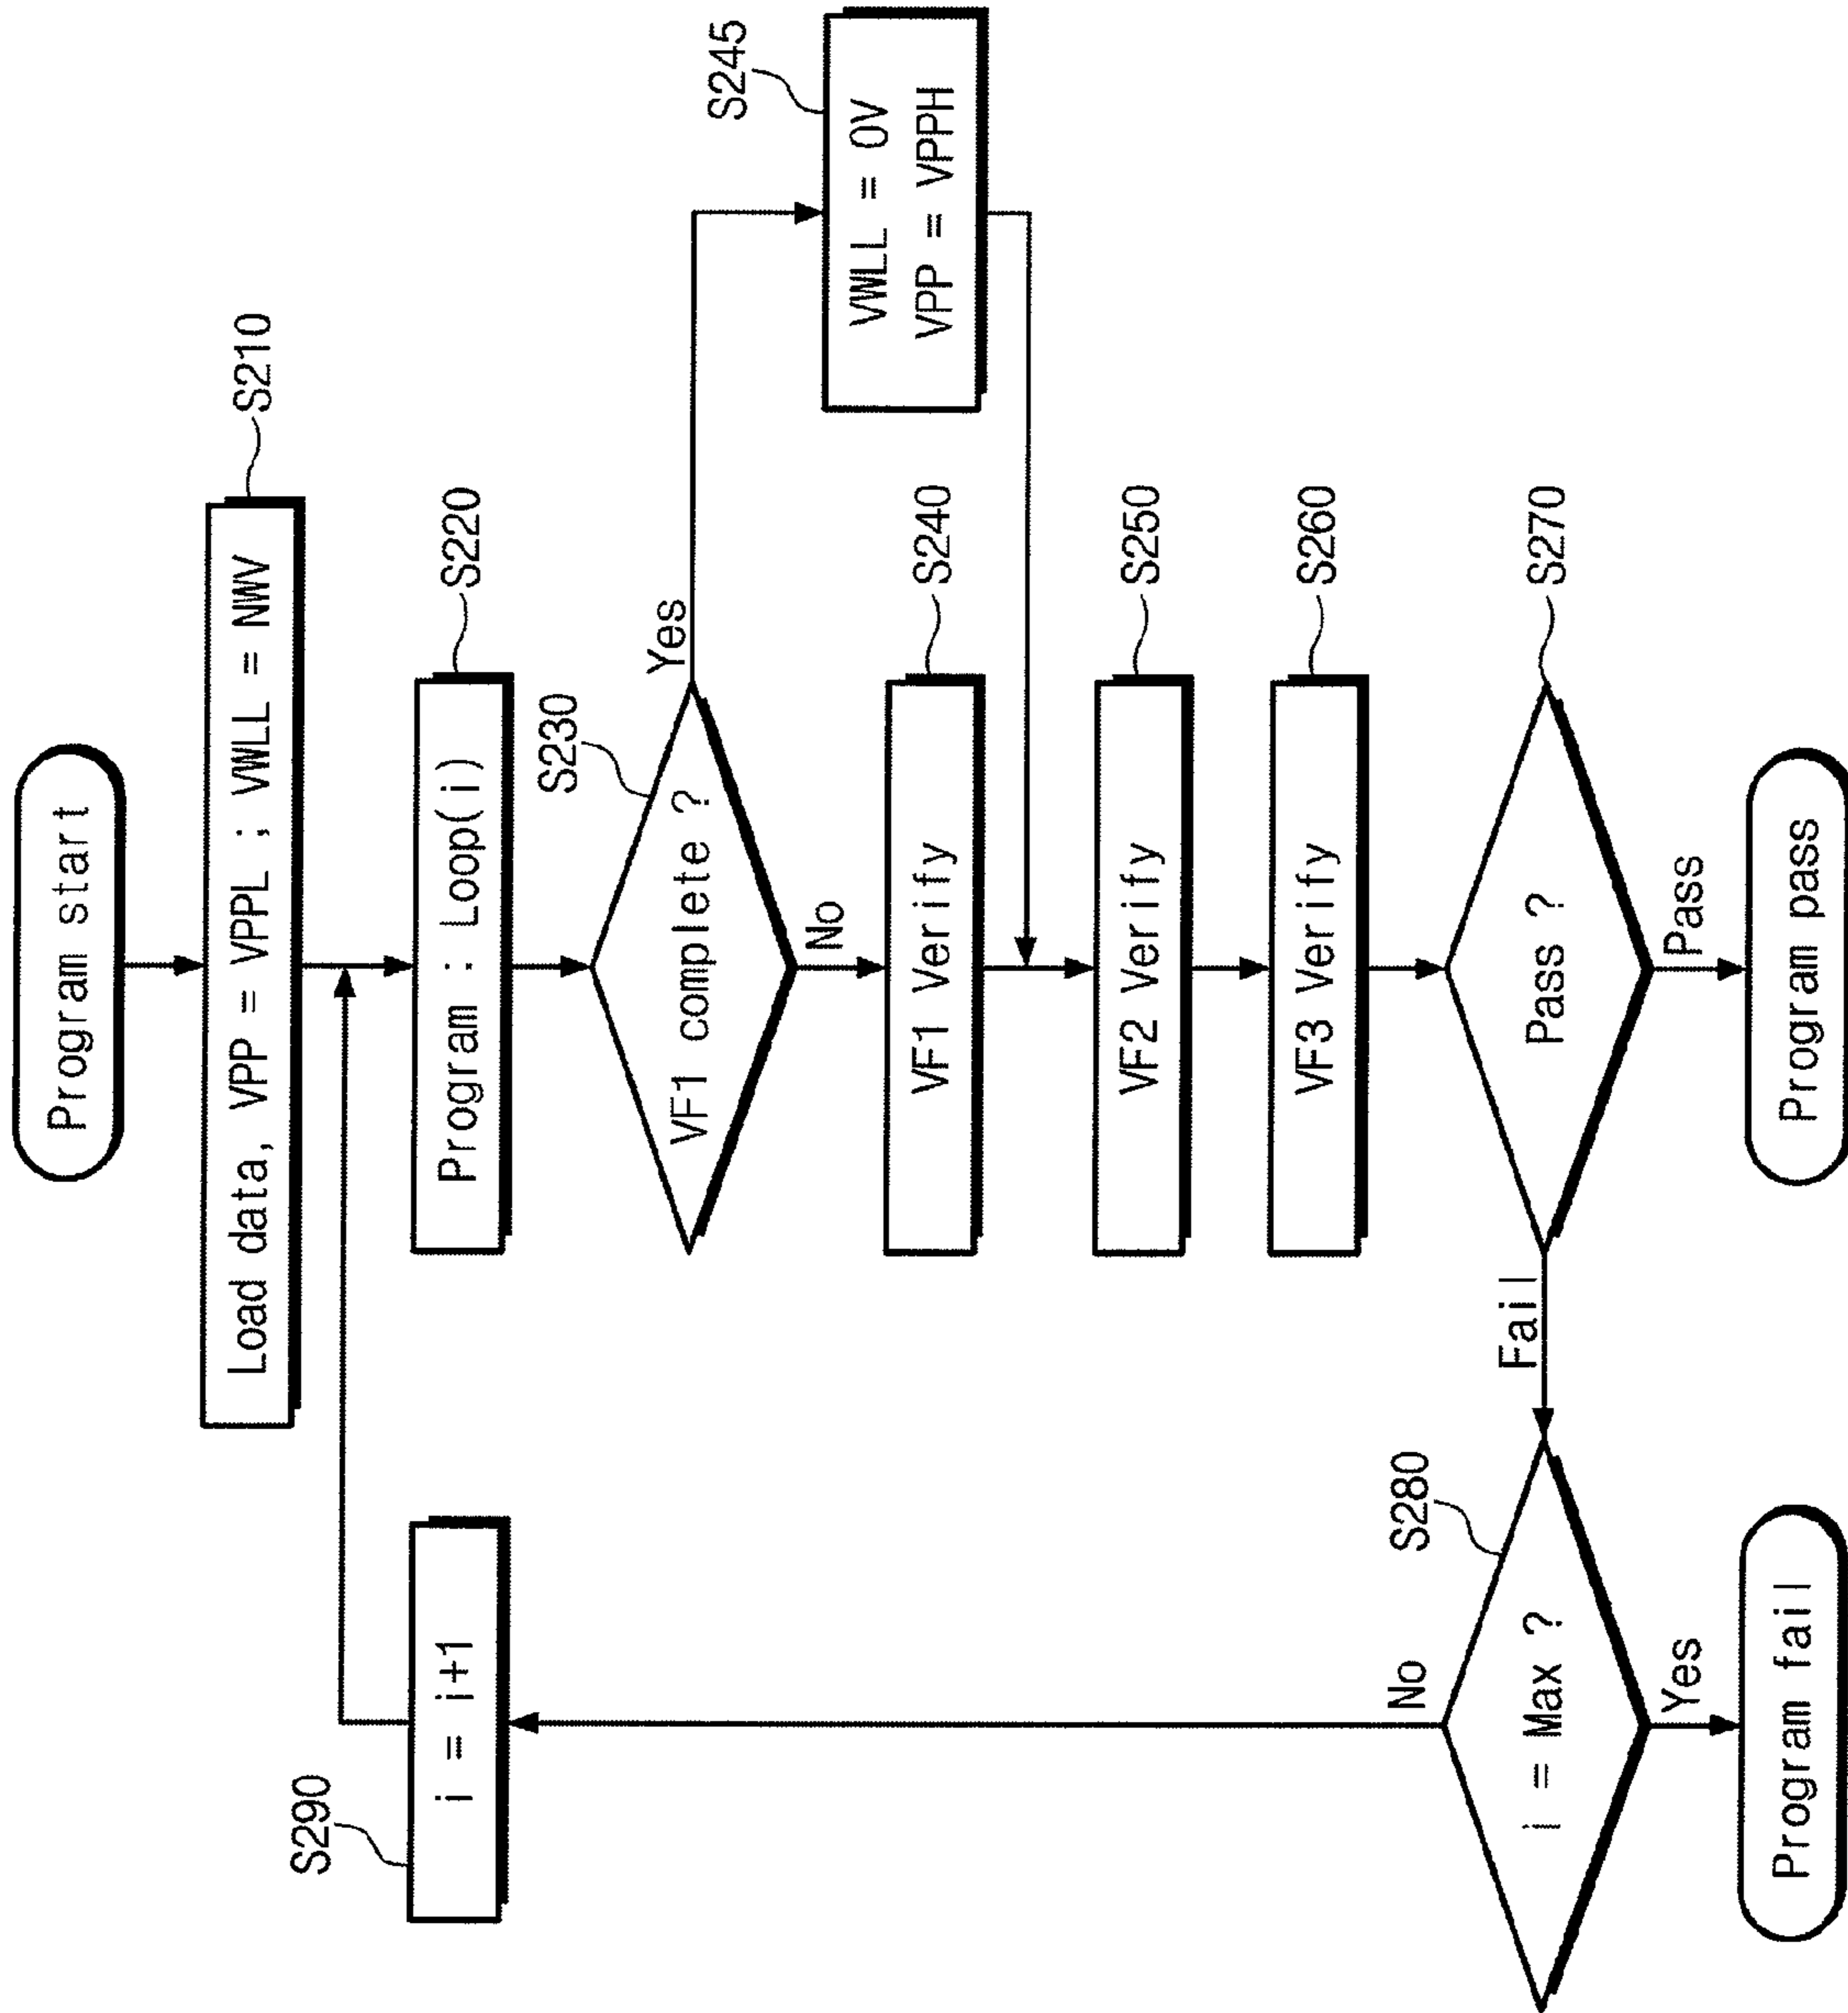 Program start
Load data, VPP = VPPL ; VWLL = NWV
S210
Program : Loop(i)
S220
VF1 complete ?
S230
Yes
No
VWLL = 0V
VPP = VPPH
S245
VF1 Verify
S240
VF2 Verify
S250
VF3 Verify
S260
Pass ?
S270
Pass
Fail
Program pass
i = Max ?
S280
No
Yes
i = i+1
S290
Program fail